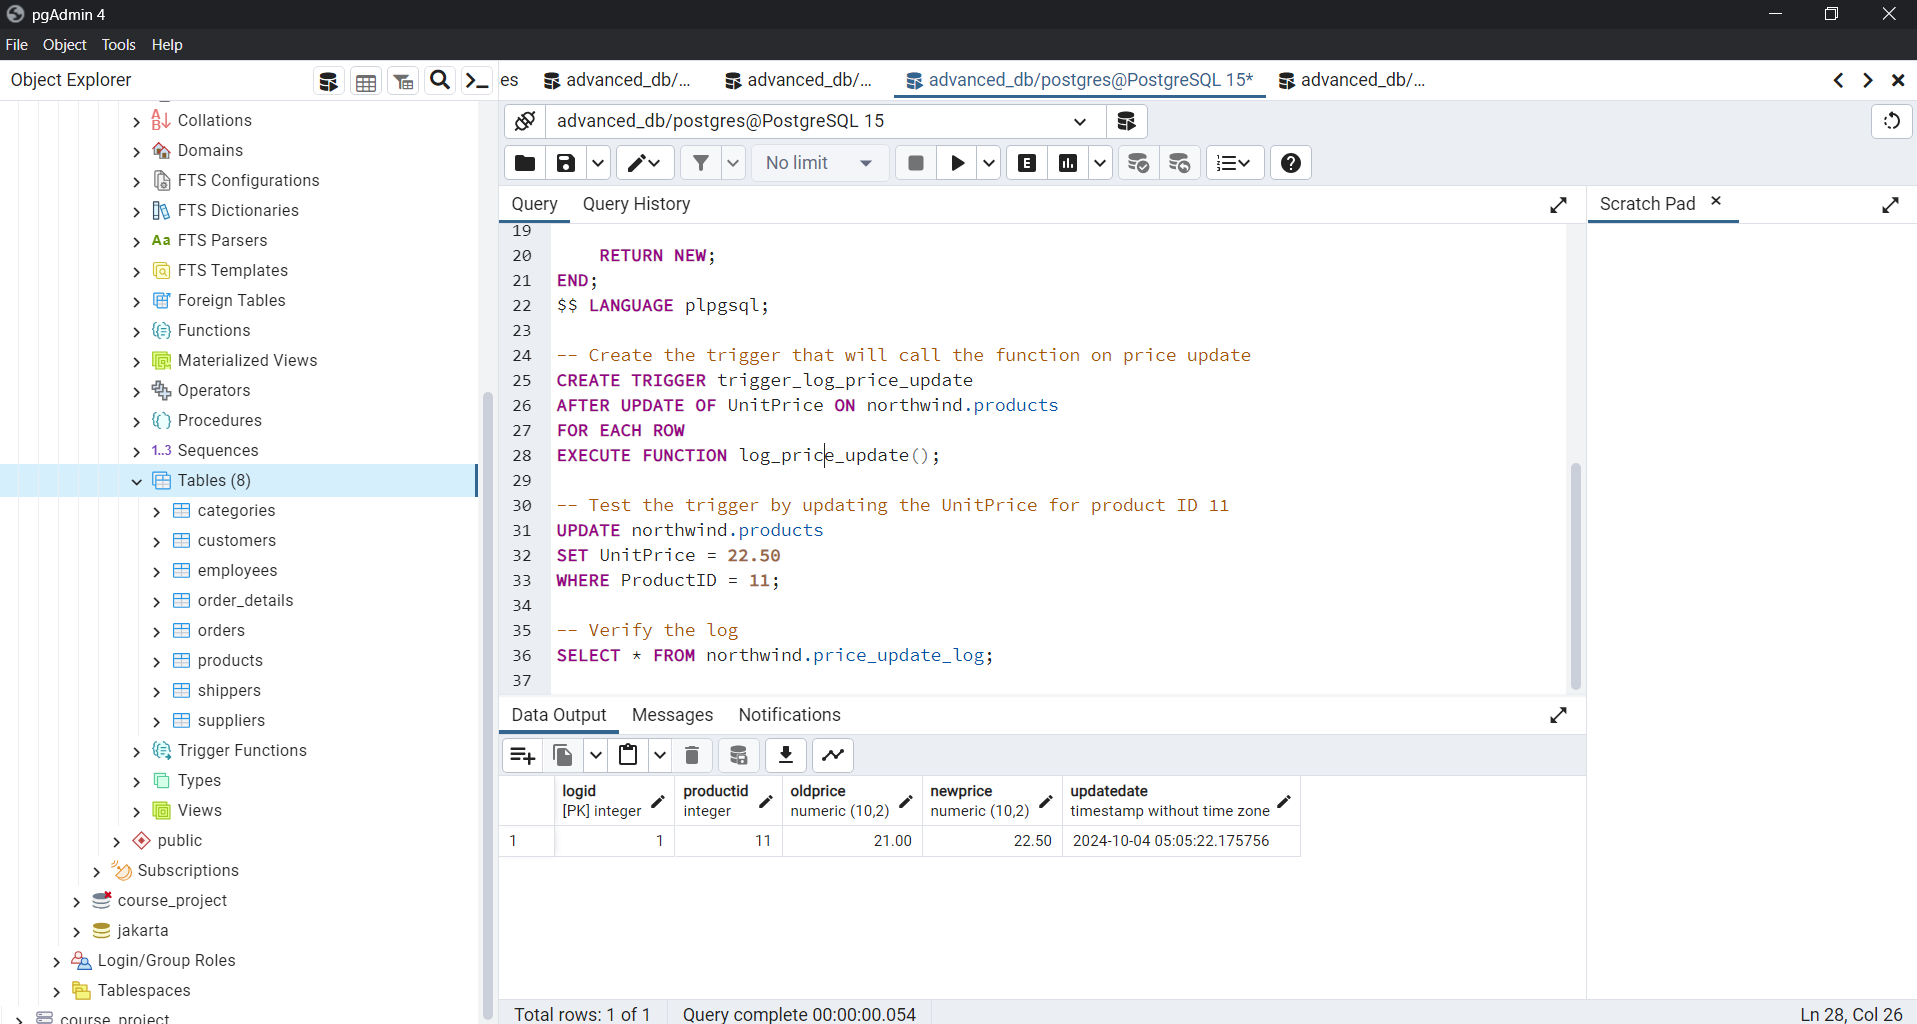 pgAdmin 4
File Object Tools Help
Object Explorer
es
advanced_db/...
advanced_db/...
advanced_db/postgres@PostgreSQL 15*
advanced_db/...
Collations
Domains
FTS Configurations
FTS Dictionaries
Aa FTS Parsers
FTS Templates
Foreign Tables
Functions
Materialized Views
Operators
Procedures
1..3 Sequences
Tables (8)
categories
customers
employees
order_details
orders
products
shippers
suppliers
Trigger Functions
Types
Views
public
Subscriptions
course_project
jakarta
Login/Group Roles
Tablespaces
course_project
advanced_db/postgres@PostgreSQL 15
No limit
E
Query Query History
Scratch Pad
19
20 RETURN NEW;
21 END;
22 $$ LANGUAGE plpgsql;
23
24 -- Create the trigger that will call the function on price update
25 CREATE TRIGGER trigger_log_price_update
26 AFTER UPDATE OF UnitPrice ON northwind.products
27 FOR EACH ROW
28 EXECUTE FUNCTION log_price_update();
29
30 -- Test the trigger by updating the UnitPrice for product ID 11
31 UPDATE northwind.products
32 SET UnitPrice = 22.50
33 WHERE ProductID = 11;
34
35 -- Verify the log
36 SELECT * FROM northwind.price_update_log;
37
Data Output Messages Notifications
logid productid oldprice newprice updatedate
[PK] integer integer numeric (10,2) numeric (10,2) timestamp without time zone
1 1 11 21.00 22.50 2024-10-04 05:05:22.175756
Total rows: 1 of 1 Query complete 00:00:00.054 Ln 28, Col 26